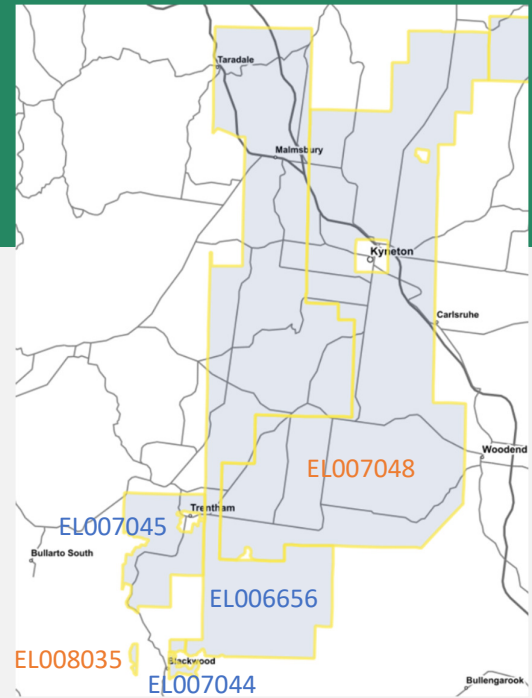 Taradale
Malmsbury
Kyneton
Carlsruhe
Woodend
EL007048
Trentham
EL007045
Bullarto South
EL006656
EL008035
Blackwood
EL007044
Bullengarook